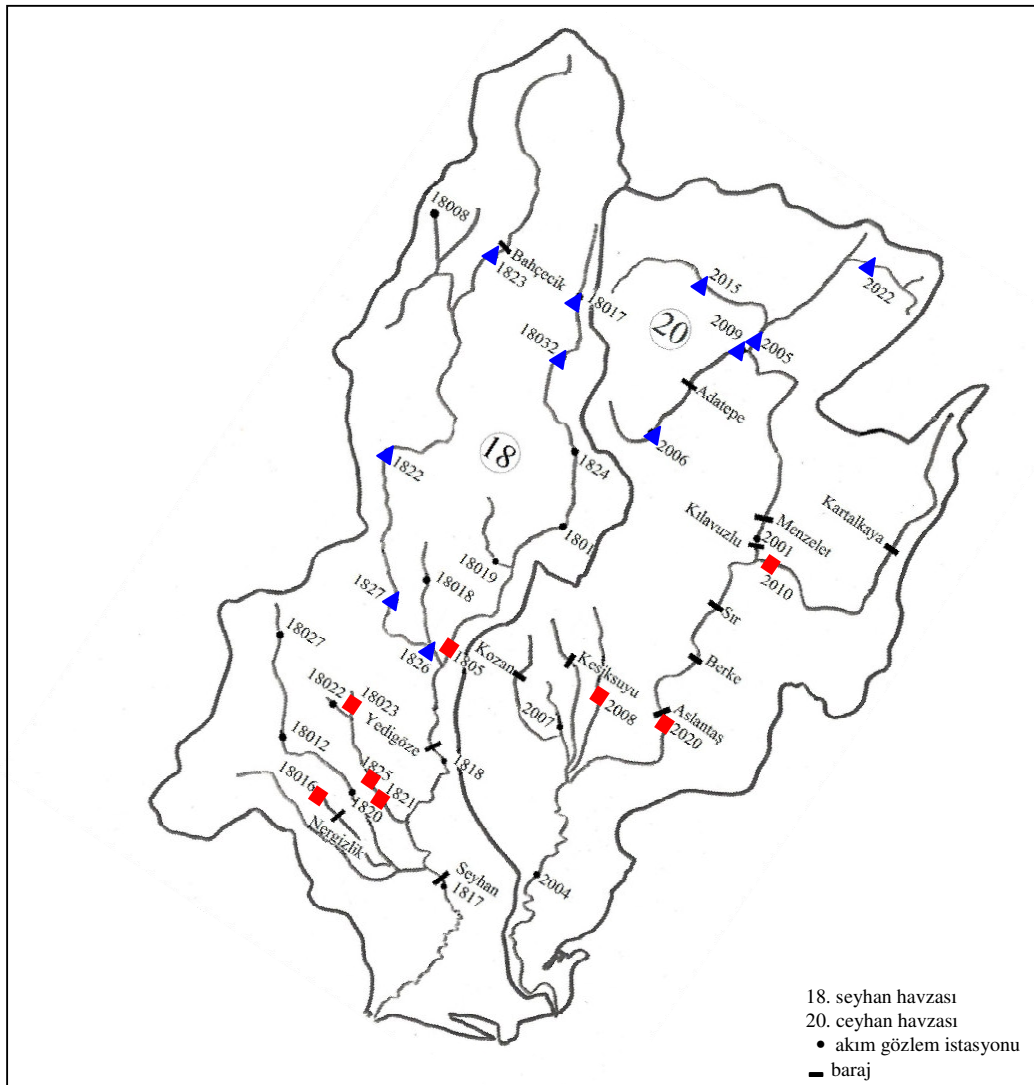 18008
Bahçecik
1823
18017
18032
2015
20
2009
2005
2022
Adatepe
2006
18
1822
1824
1801
18019
18018
1827
1826
1805
Kılavuzlu
Menzelet
2001
2010
Kartalkaya
Sır
Berke
Kozan
Keşiksuyu
2007
2008
Aslantaş
2020
18027
18022
18023
Yedigöze
18012
1818
1825
1821
18016
1820
Nergizlik
Seyhan
1817
2004
18. seyhan havzası
20. ceyhan havzası
akım gözlem istasyonu
baraj